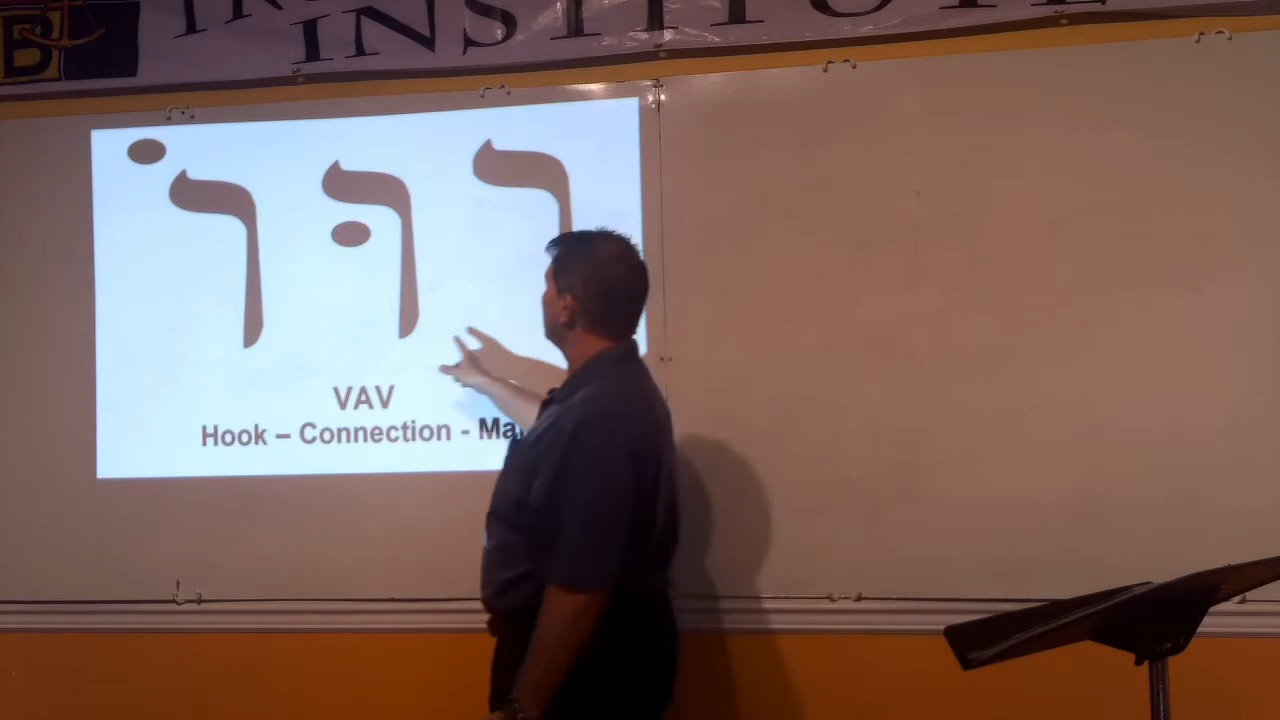 B
INSTITUTE
וֹ וּ ו
VAV
Hook – Connection -